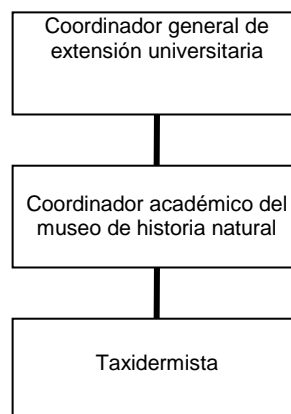 Coordinador general de
extensión universitaria
Coordinador académico del
museo de historia natural
Taxidermista